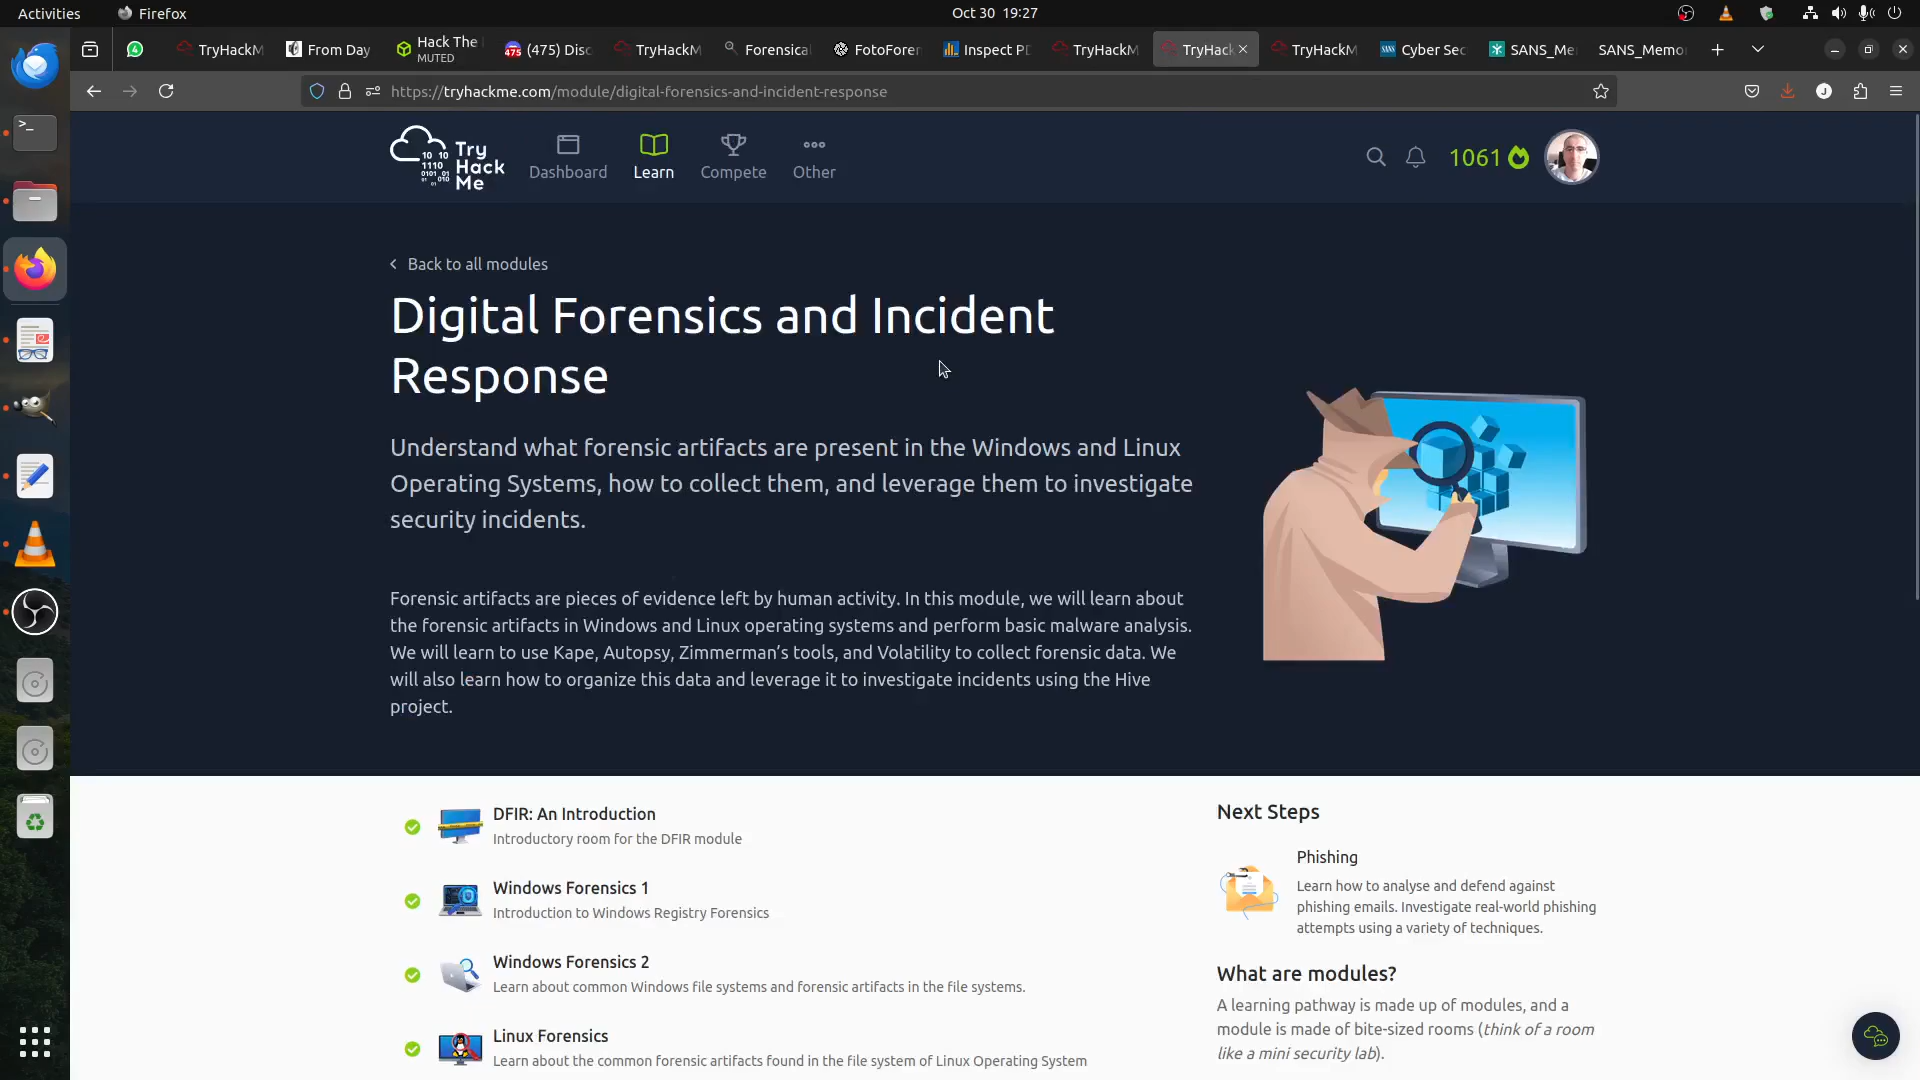 Activities
Firefox
Oct 30 19:27
4
TryHackM
From Day
Hack The
MUTED
475
(475) Disc
TryHackM
Forensica
FotoForen
Inspect PD
TryHackM
TryHack
TryHackM
Cyber Sec
SANS_Me
SANS_Memo
https://tryhackme.com/module/digital-forensics-and-incident-response
J
Try
Hack
Me
Dashboard
Learn
Compete
Other
1061
Back to all modules
Digital Forensics and Incident
Response
Understand what forensic artifacts are present in the Windows and Linux
Operating Systems, how to collect them, and leverage them to investigate
security incidents.
Forensic artifacts are pieces of evidence left by human activity. In this module, we will learn about
the forensic artifacts in Windows and Linux operating systems and perform basic malware analysis.
We will learn to use Kape, Autopsy, Zimmerman’s tools, and Volatility to collect forensic data. We
will also learn how to organize this data and leverage it to investigate incidents using the Hive
project.
DFIR: An Introduction
Introductory room for the DFIR module
Windows Forensics 1
Introduction to Windows Registry Forensics
Windows Forensics 2
Learn about common Windows file systems and forensic artifacts in the file systems.
Linux Forensics
Learn about the common forensic artifacts found in the file system of Linux Operating System
Next Steps
Phishing
Learn how to analyse and defend against
phishing emails. Investigate real-world phishing
attempts using a variety of techniques.
What are modules?
A learning pathway is made up of modules, and a
module is made of bite-sized rooms (think of a room
like a mini security lab).